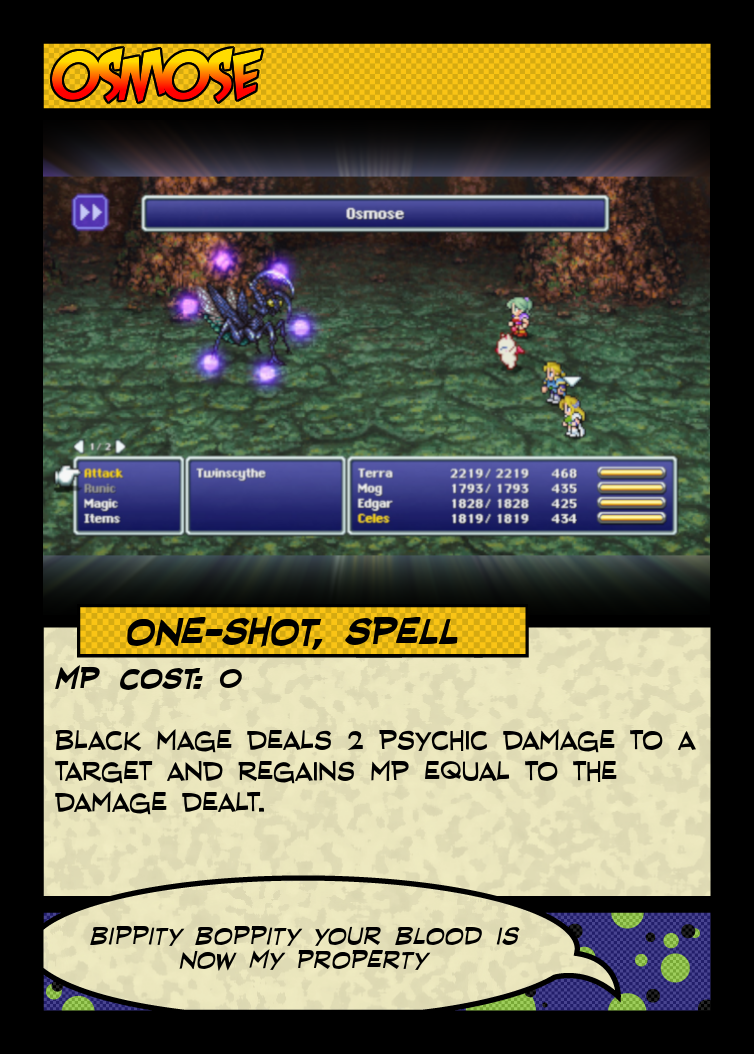 OSMOSE
Osmose
1/2
Attack
Runic
Magic
Items
Twinscythe
Terra 2219/ 2219 468
Mog 1793/ 1793 435
Edgar 1828/ 1828 425
Celes 1819/ 1819 434
ONE-SHOT, SPELL
MP COST: 0
BLACK MAGE DEALS 2 PSYCHIC DAMAGE TO A
TARGET AND REGAINS MP EQUAL TO THE
DAMAGE DEALT.
BIPPITY BOPPITY YOUR BLOOD IS
NOW MY PROPERTY